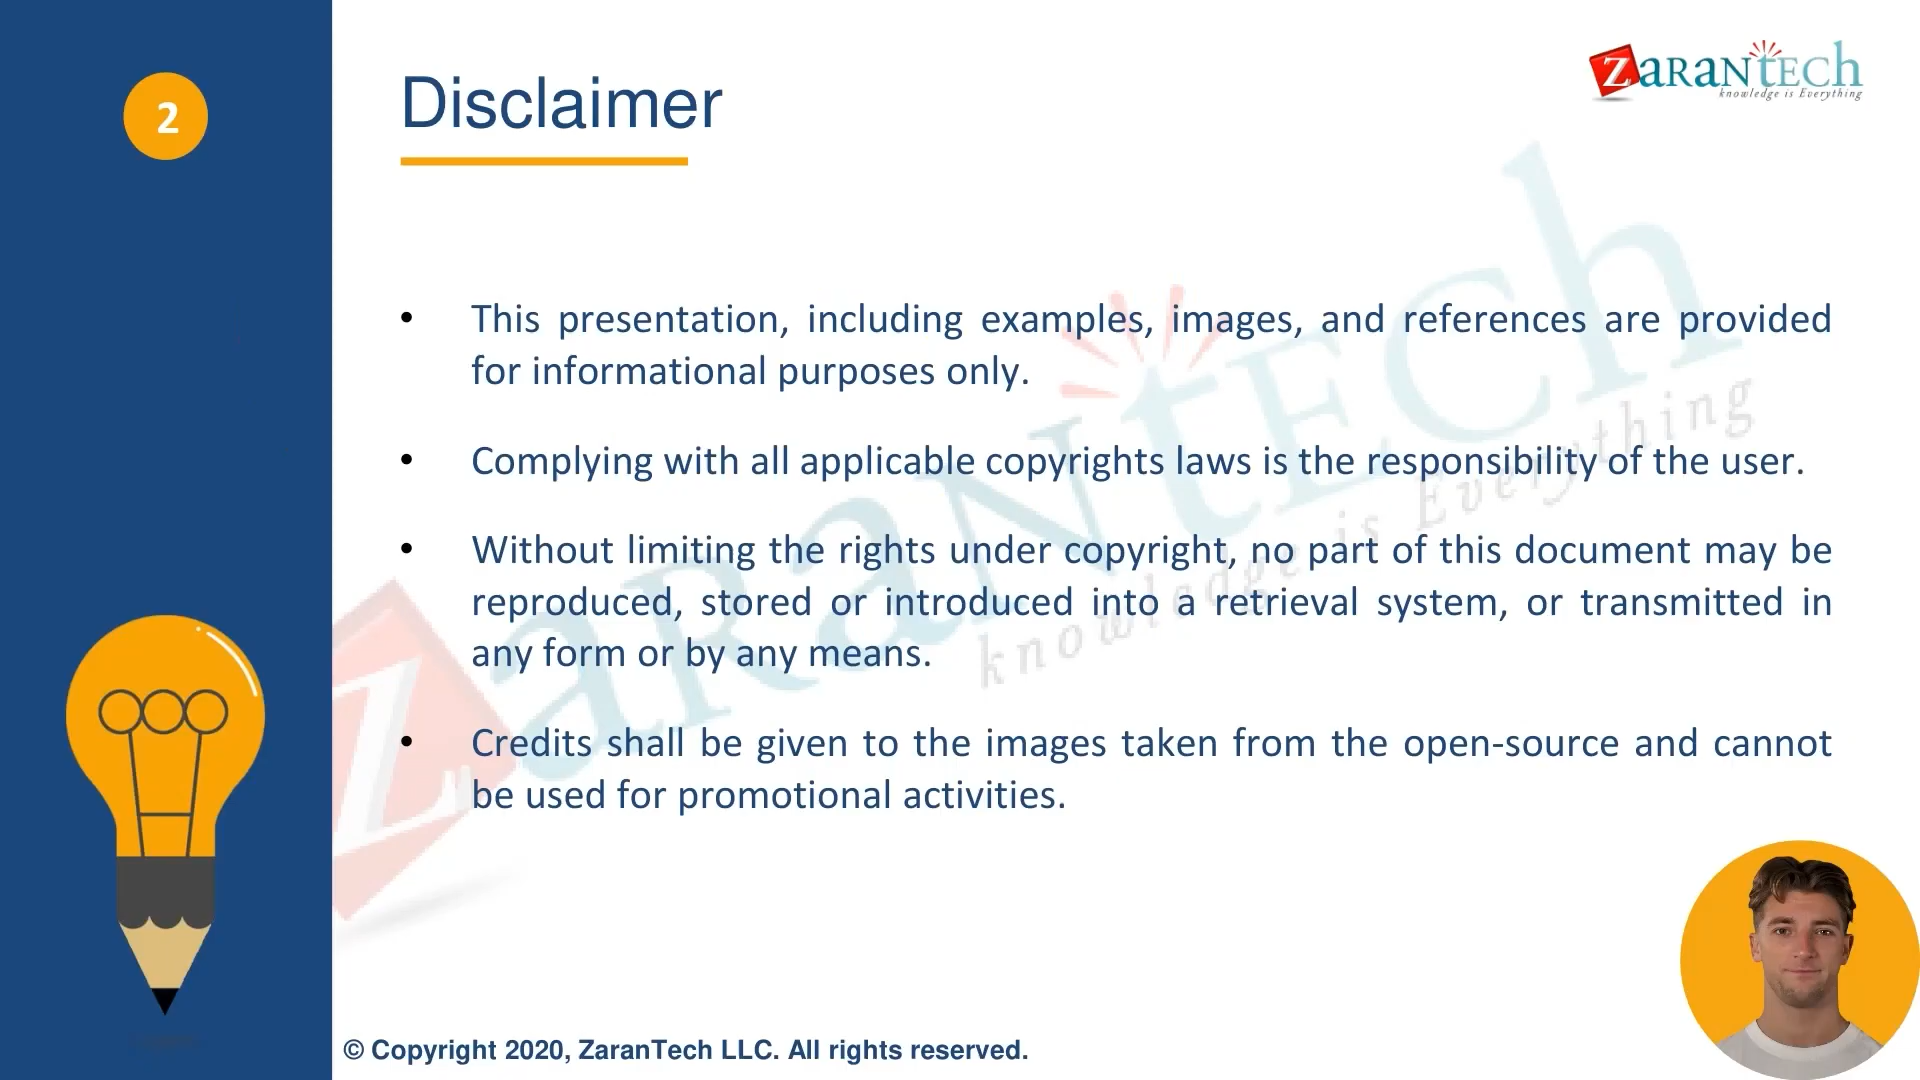 2
Disclaimer
ZaranTech
knowledge is Everything
• This presentation, including examples, images, and references are provided
for informational purposes only.
• Complying with all applicable copyrights laws is the responsibility of the user.
• Without limiting the rights under copyright, no part of this document may be
reproduced, stored or introduced into a retrieval system, or transmitted in
any form or by any means.
• Credits shall be given to the images taken from the open-source and cannot
be used for promotional activities.
ZaranTech
knowledge is Everything
© Copyright 2020, ZaranTech LLC. All rights reserved.